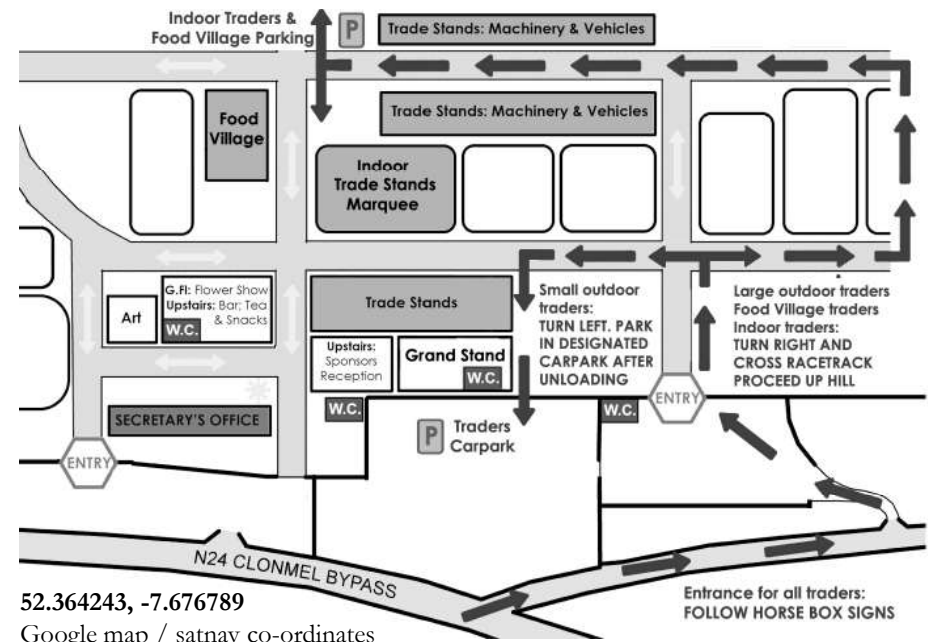 Indoor Traders &
Food Village Parking
P
Trade Stands: Machinery & Vehicles
Trade Stands: Machinery & Vehicles
Food
Village
Indoor
Trade Stands
Marquee
Art
G.Fl: Flower Show
Upstairs: Bar; Tea
& Snacks
W.C.
Trade Stands
Upstairs:
Sponsors
Reception
Grand Stand
W.C.
Small outdoor
traders:
TURN LEFT. PARK
IN DESIGNATED
CARPARK AFTER
UNLOADING
Large outdoor traders
Food Village traders
Indoor traders:
TURN RIGHT AND
CROSS RACETRACK
PROCEED UP HILL
SECRETARY'S OFFICE
W.C.
P
Traders
Carpark
W.C.
ENTRY
ENTRY
N24 CLONMEL BYPASS
Entrance for all traders:
FOLLOW HORSE BOX SIGNS
52.364243, -7.676789
Google map / satnav co-ordinates